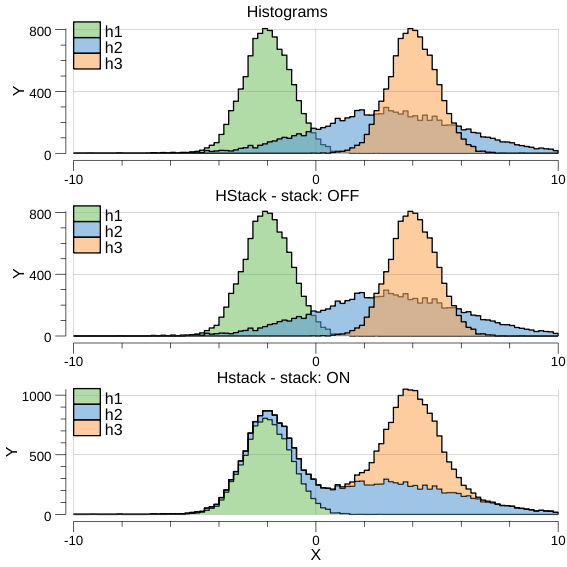 Histograms
h1
h2
h3
800
400
0
Y
-10
0
10
HStack - stack: OFF
h1
h2
h3
800
400
0
Y
-10
0
10
Hstack - stack: ON
h1
h2
h3
1000
500
0
Y
-10
0
10
X